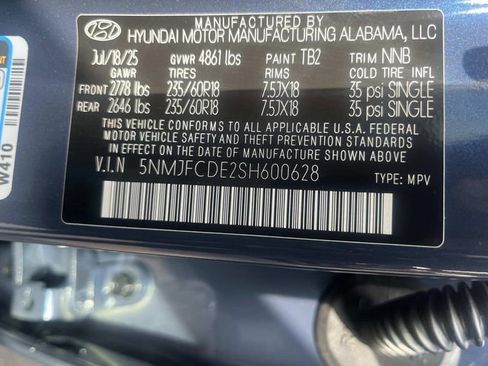 HYUNDAI
MANUFACTURED BY
HYUNDAI MOTOR MANUFACTURING ALABAMA, LLC
Jul/18/25 GVWR 4861 lbs PAINT TB2 TRIM NNB
GAWR TIRES RIMS COLD TIRE INFL
FRONT 2778 lbs 235/60R18 7.5JX18 35 psi SINGLE
REAR 2646 lbs 235/60R18 7.5JX18 35 psi SINGLE
THIS VEHICLE CONFORMS TO ALL APPLICABLE U.S.A. FEDERAL
MOTOR VEHICLE SAFETY AND THEFT PREVENTION STANDARDS
IN EFFECT ON THE DATE OF MANUFACTURE SHOWN ABOVE.
V.I.N 5NMJFCDE2SH600628
TYPE: MPV
W410